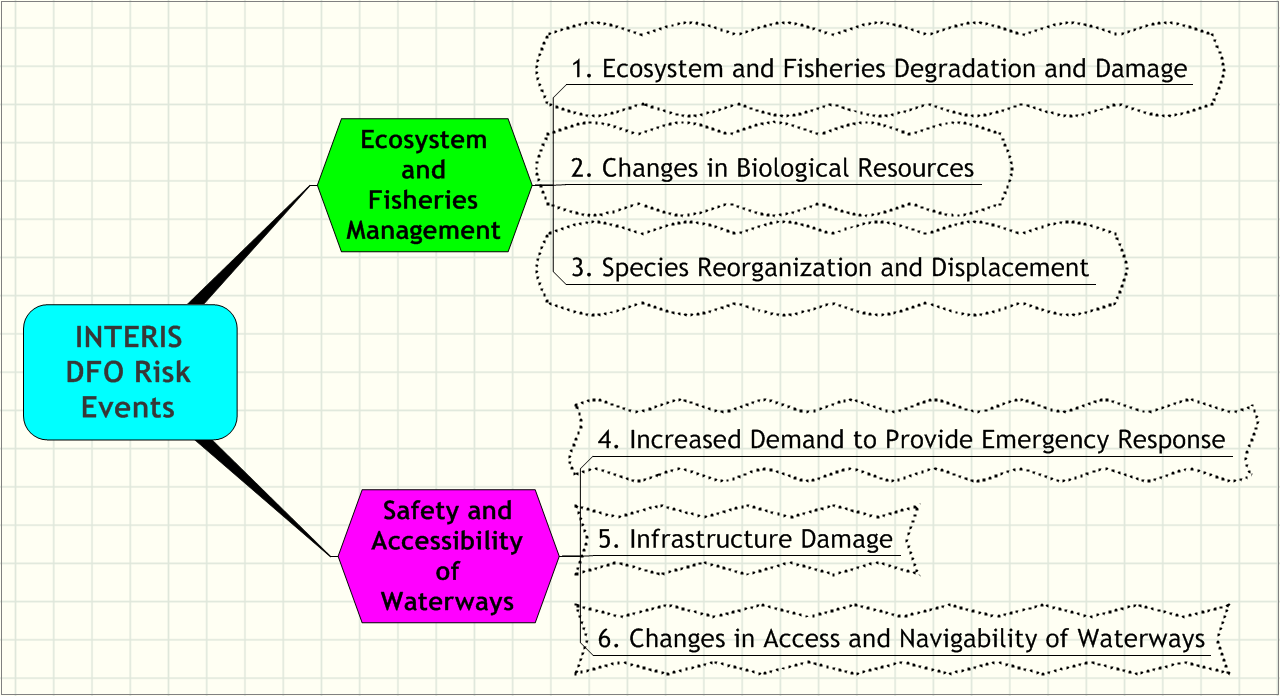 1. Ecosystem and Fisheries Degradation and Damage
Ecosystem
and
Fisheries
Management
2. Changes in Biological Resources
3. Species Reorganization and Displacement
INTERIS
DFO Risk
Events
4. Increased Demand to Provide Emergency Response
Safety and
Accessibility
of
Waterways
5. Infrastructure Damage
6. Changes in Access and Navigability of Waterways